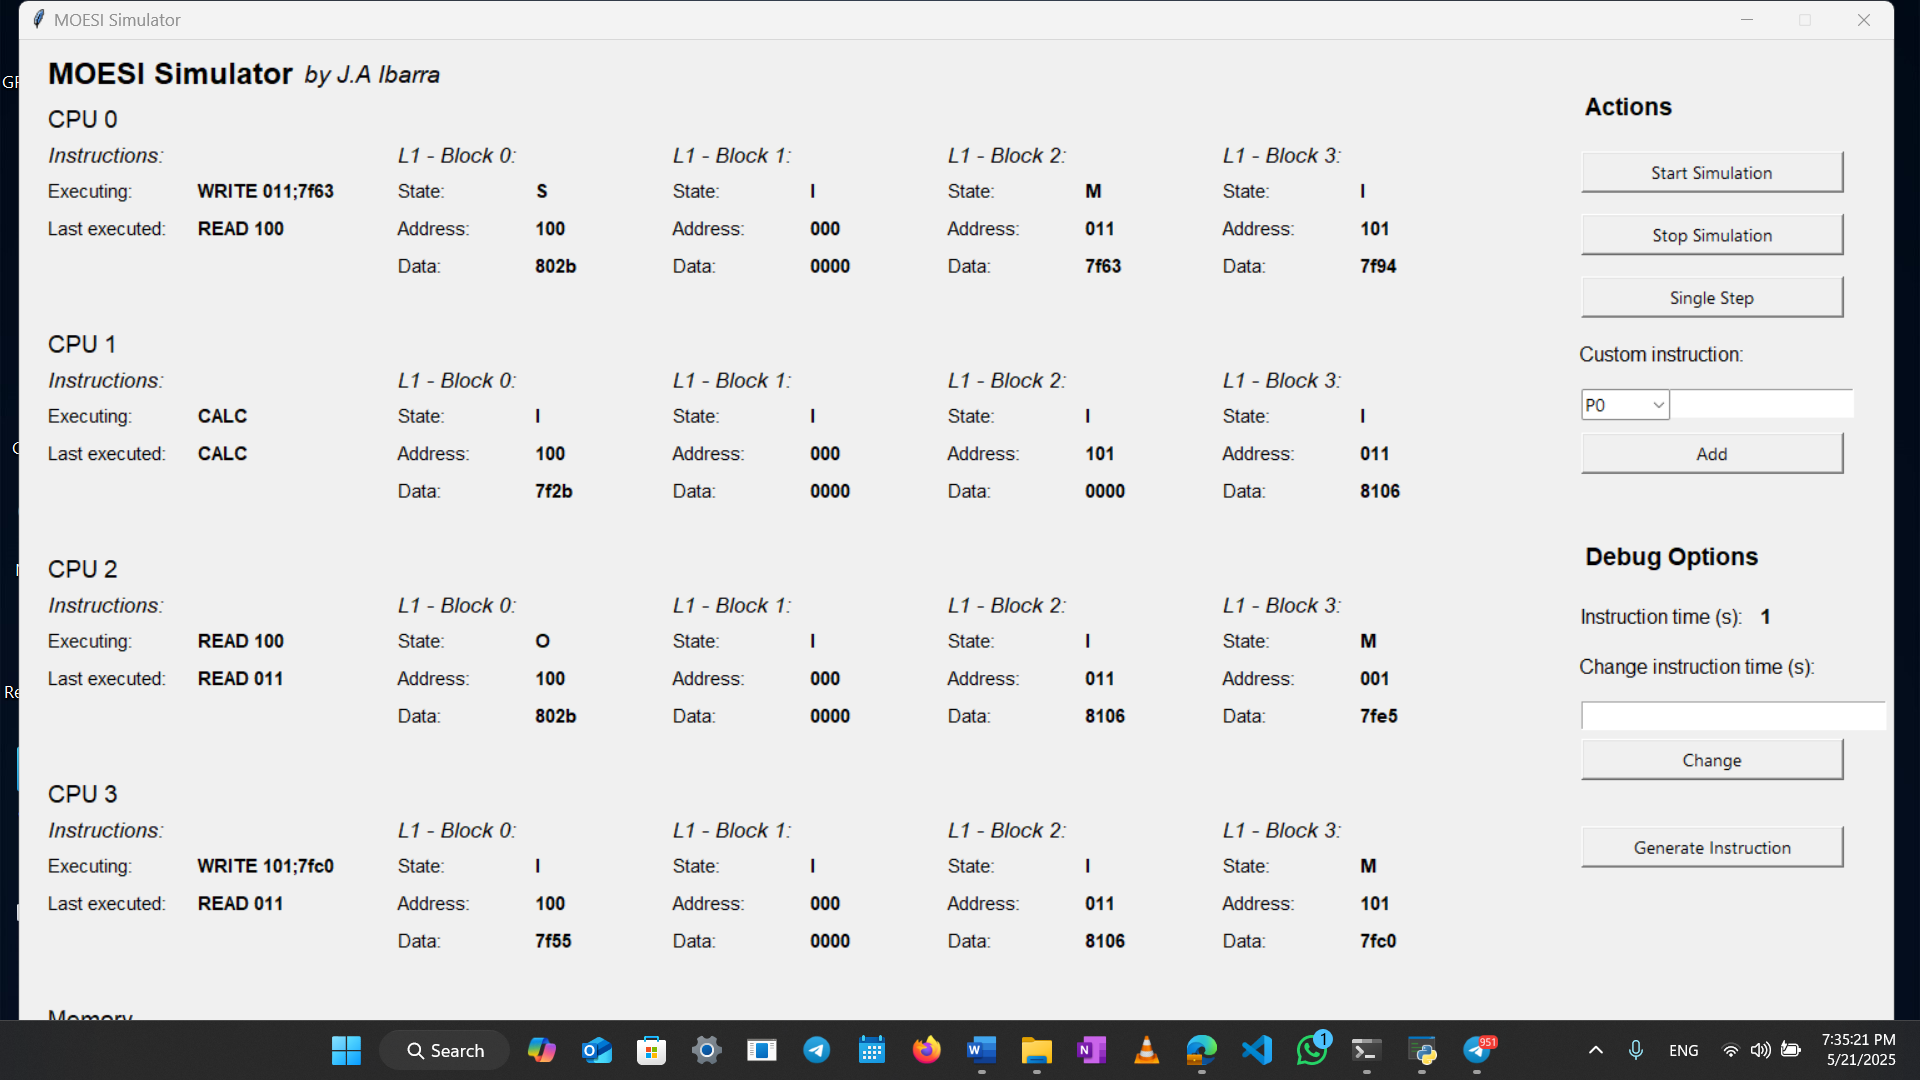 MOESI Simulator
MOESI Simulator by J.A Ibarra
CPU 0
Instructions: L1 - Block 0: L1 - Block 1: L1 - Block 2: L1 - Block 3:
Executing: WRITE 011;7f63 State: S State: I State: M State: I
Last executed: READ 100 Address: 100 Address: 000 Address: 011 Address: 101
Data: 802b Data: 0000 Data: 7f63 Data: 7f94
CPU 1
Instructions: L1 - Block 0: L1 - Block 1: L1 - Block 2: L1 - Block 3:
Executing: CALC State: I State: I State: I State: I
Last executed: CALC Address: 100 Address: 000 Address: 101 Address: 011
Data: 7f2b Data: 0000 Data: 0000 Data: 8106
CPU 2
Instructions: L1 - Block 0: L1 - Block 1: L1 - Block 2: L1 - Block 3:
Executing: READ 100 State: O State: I State: I State: M
Last executed: READ 011 Address: 100 Address: 000 Address: 011 Address: 001
Data: 802b Data: 0000 Data: 8106 Data: 7fe5
CPU 3
Instructions: L1 - Block 0: L1 - Block 1: L1 - Block 2: L1 - Block 3:
Executing: WRITE 101;7fc0 State: I State: I State: I State: M
Last executed: READ 011 Address: 100 Address: 000 Address: 011 Address: 101
Data: 7f55 Data: 0000 Data: 8106 Data: 7fc0
Memory
Actions
Start Simulation
Stop Simulation
Single Step
Custom instruction:
P0
Add
Debug Options
Instruction time (s): 1
Change instruction time (s):
Change
Generate Instruction
Search
1
951
ENG
7:35:21 PM
5/21/2025